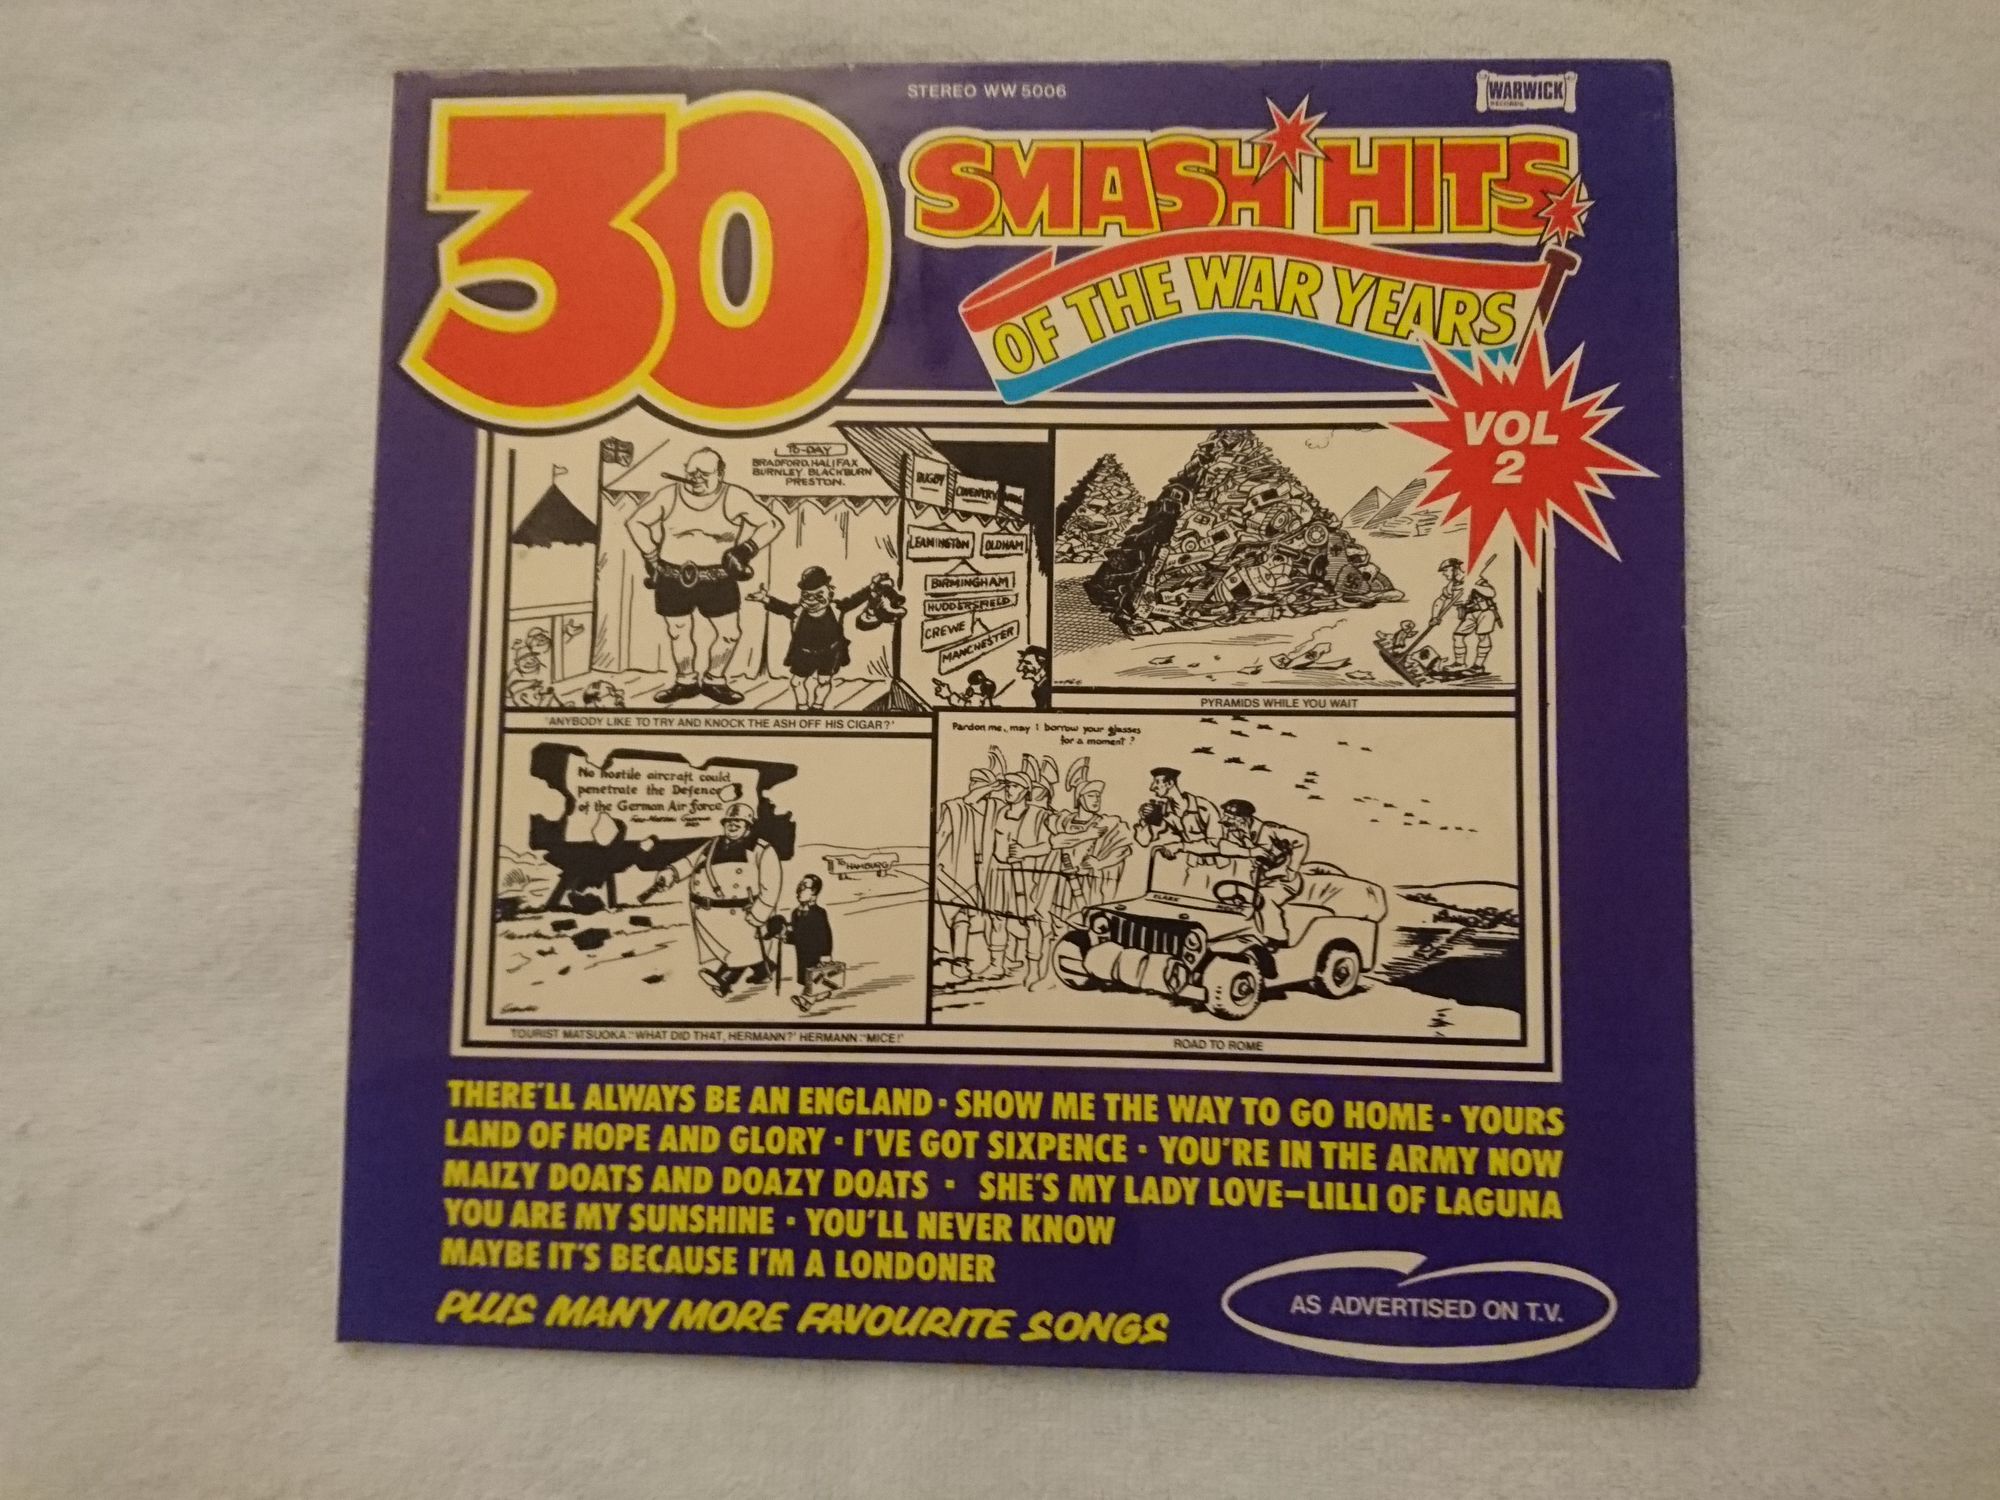 STEREO WW 5006
WARWICK
RECORDS
30
SMASH HITS
OF THE WAR YEARS
VOL
2
TO-DAY
BRADFORD, HALIFAX
BURNLEY BLACKBURN
PRESTON.
RUGBY
COVENTRY
LEAMINGTON
OLDHAM
BIRMINGHAM
HUDDERSFIELD
CREWE
MANCHESTER
'ANYBODY LIKE TO TRY AND KNOCK THE ASH OFF HIS CIGAR?'
PYRAMIDS WHILE YOU WAIT
No hostile aircraft could
penetrate the Defences
of the German Air force
TO HAMBURG
TOURIST MATSUOKA: "WHAT DID THAT, HERMANN?' HERMANN: "MICE!'
Pardon me, may I borrow your glasses
for a moment?
ROAD TO ROME
THERE'LL ALWAYS BE AN ENGLAND · SHOW ME THE WAY TO GO HOME · YOURS
LAND OF HOPE AND GLORY · I'VE GOT SIXPENCE · YOU'RE IN THE ARMY NOW
MAIZY DOATS AND DOAZY DOATS · SHE'S MY LADY LOVE–LILLI OF LAGUNA
YOU ARE MY SUNSHINE · YOU'LL NEVER KNOW
MAYBE IT'S BECAUSE I'M A LONDONER
PLUS MANY MORE FAVOURITE SONGS
AS ADVERTISED ON T.V.